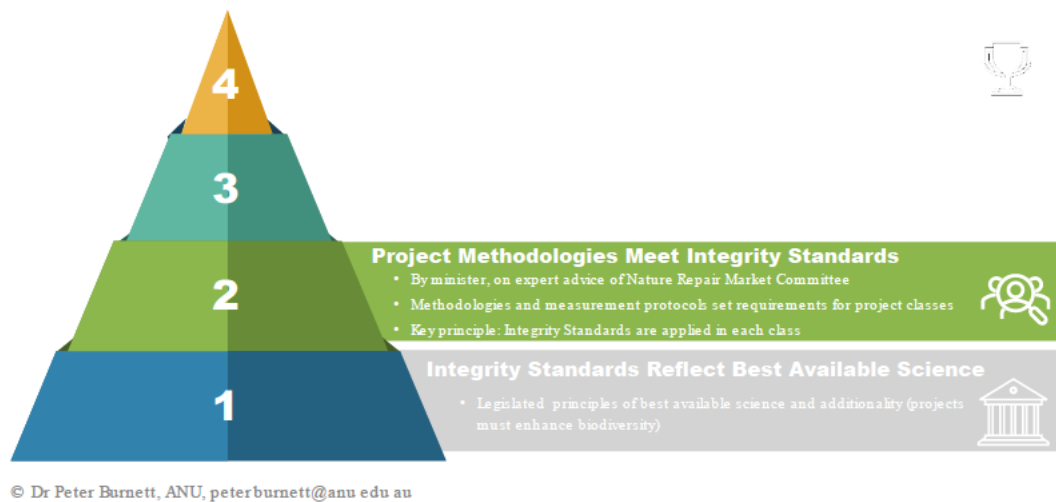 4
3
Project Methodologies Meet Integrity Standards
• By minister, on expert advice of Nature Repair Market Committee
2
• Methodologies and measurement protocols set requirements for project classes
• Key principle: Integrity Standards are applied in each class
Integrity Standards Reflect Best Available Science
1
• Legislated principles of best available science and additionality (projects
must enhance biodiversity)
© Dr Peter Burnett, ANU, peterburnett@anu edu au